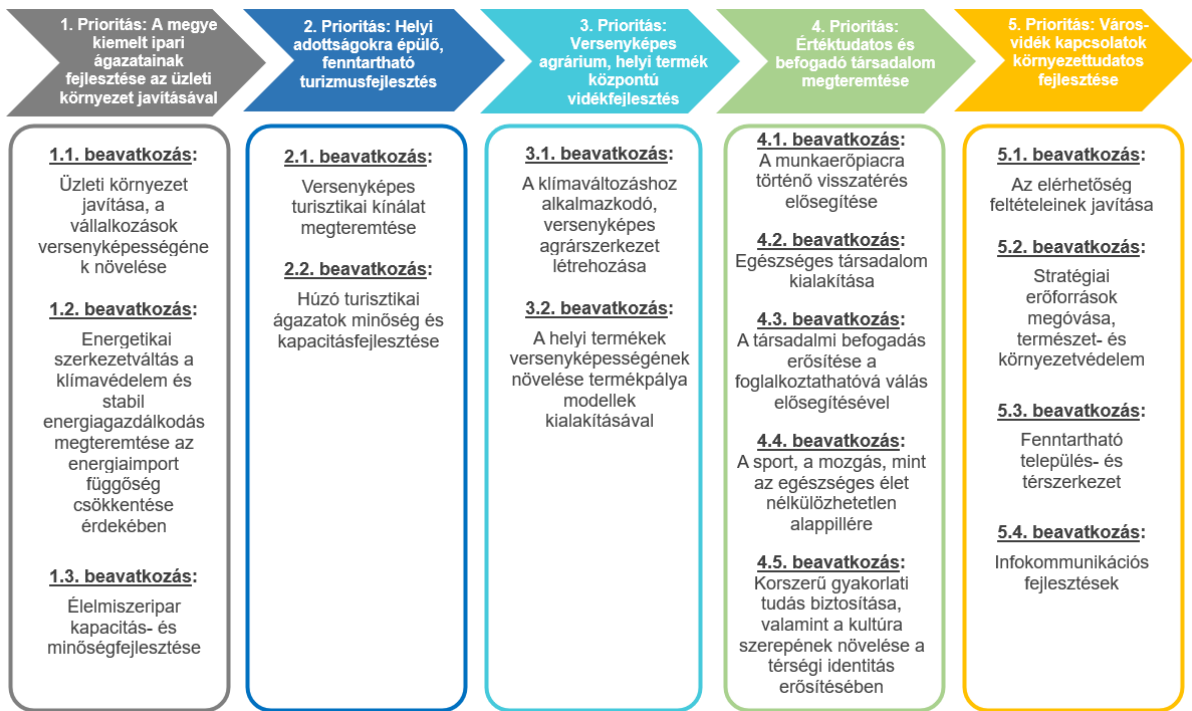 1. Prioritás: A megye
kiemelt ipari
ágazatainak
fejlesztése az üzleti
környezet javításával
2. Prioritás: Helyi
adottságokra épülő,
fenntartható
turizmusfejlesztés
3. Prioritás:
Versenyképes
agrárium, helyi termék
központú
vidékfejlesztés
4. Prioritás:
Értéktudatos és
befogadó társadalom
megteremtése
5. Prioritás: Város-
vidék kapcsolatok
környezettudatos
fejlesztése
1.1. beavatkozás:
Üzleti környezet
javítása, a
vállalkozások
versenyképességéne
k növelése
1.2. beavatkozás:
Energetikai
szerkezetváltás a
klímavédelem és
stabil
energiagazdálkodás
megteremtése az
energiaimport
függőség
csökkentése
érdekében
1.3. beavatkozás:
Élelmiszeripar
kapacitás- és
minőségfejlesztése
2.1. beavatkozás:
Versenyképes
turisztikai kínálat
megteremtése
2.2. beavatkozás:
Húzó turisztikai
ágazatok minőség és
kapacitásfejlesztése
3.1. beavatkozás:
A klímaváltozáshoz
alkalmazkodó,
versenyképes
agrárszerkezet
létrehozása
3.2. beavatkozás:
A helyi termékek
versenyképességének
növelése termékpálya
modellek
kialakításával
4.1. beavatkozás:
A munkaerőpiacra
történő visszatérés
elősegítése
4.2. beavatkozás:
Egészséges társadalom
kialakítása
4.3. beavatkozás:
A társadalmi befogadás
erősítése a
foglalkoztathatóvá válás
elősegítésével
4.4. beavatkozás:
A sport, a mozgás, mint
az egészséges élet
nélkülözhetetlen
alappillére
4.5. beavatkozás:
Korszerű gyakorlati
tudás biztosítása,
valamint a kultúra
szerepének növelése a
térségi identitás
erősítésében
5.1. beavatkozás:
Az elérhetőség
feltételeinek javítása
5.2. beavatkozás:
Stratégiai
erőforrások
megóvása,
természet- és
környezetvédelem
5.3. beavatkozás:
Fenntartható
település- és
térszerkezet
5.4. beavatkozás:
Infokommunikációs
fejlesztések